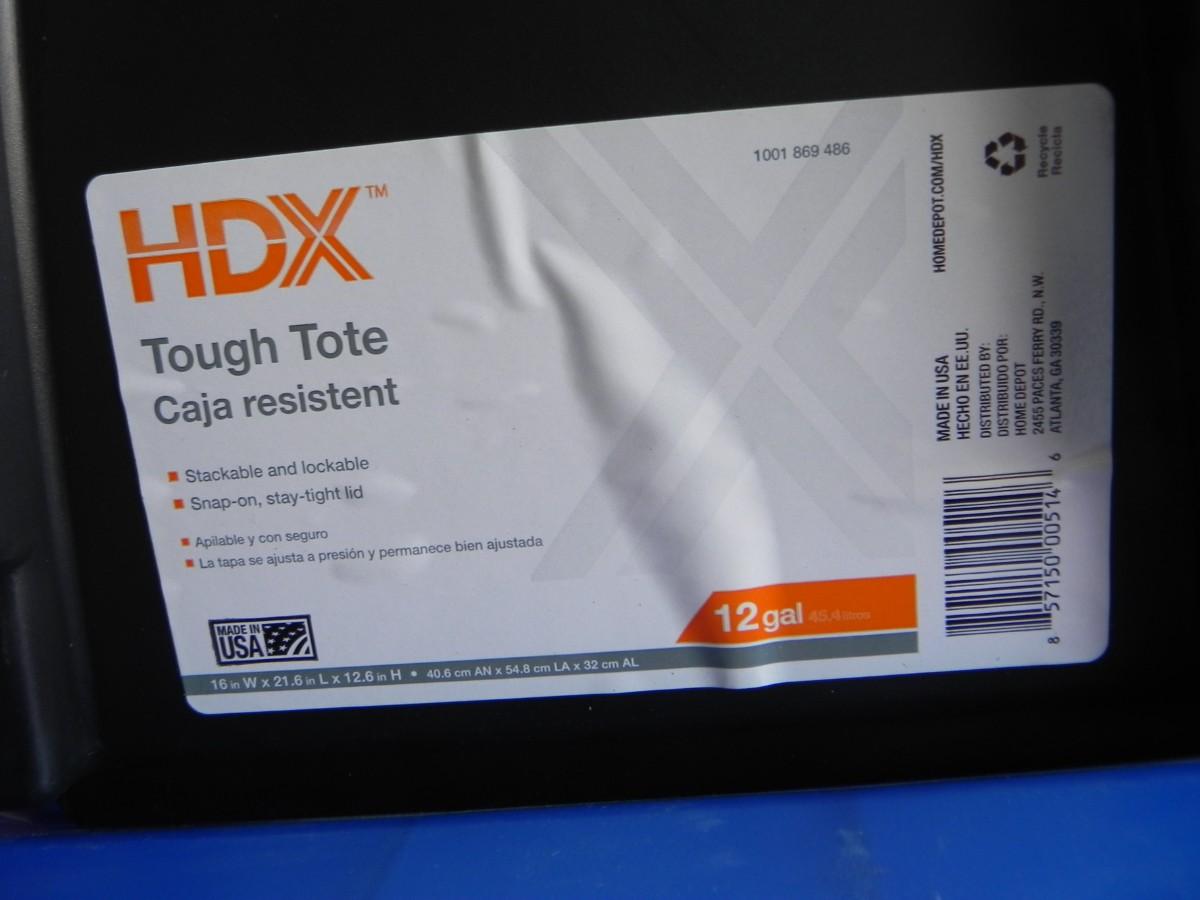 HDX™
Tough Tote
Caja resistent
Stackable and lockable
Snap-on, stay-tight lid
Apilable y con seguro
La tapa se ajusta a presión y permanece bien ajustada
MADE IN
USA
12 gal 45.4 litros
16 in W x 21.6 in L x 12.6 in H • 40.6 cm AN x 54.8 cm LA x 32 cm AL
1001 869 486
HOMEDEPOT.COM/HDX
Recycle
Recicla
MADE IN USA
HECHO EN EE.UU.
DISTRIBUTED BY:
DISTRIBUIDO POR:
HOME DEPOT
2455 PACES FERRY RD., N.W.
ATLANTA, GA 30339
8 57150 00514 6